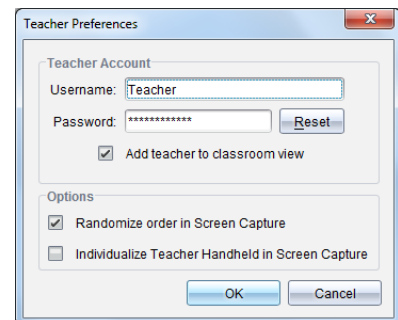 Teacher Preferences
Teacher Account
Username: Teacher
Password: ************ Reset
Add teacher to classroom view
Options
Randomize order in Screen Capture
Individualize Teacher Handheld in Screen Capture
OK Cancel